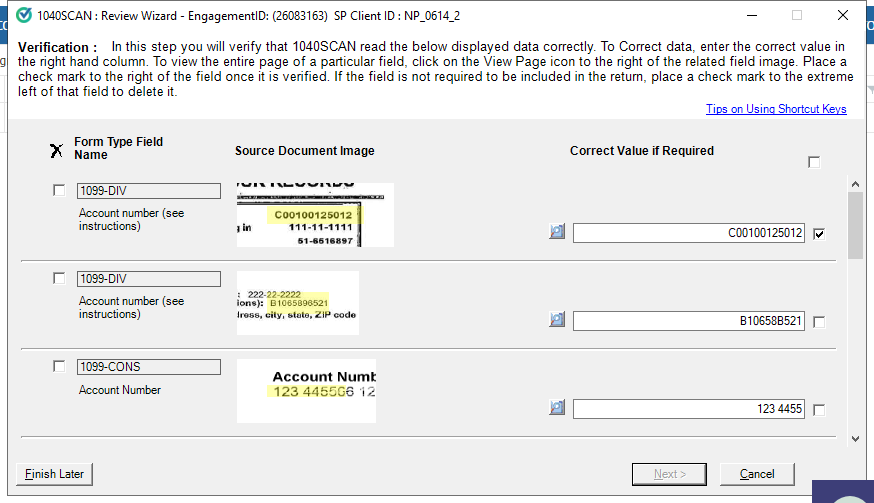 1040SCAN : Review Wizard - EngagementID: (26083163) SP Client ID : NP_0614_2
Verification : In this step you will verify that 1040SCAN read the below displayed data correctly. To Correct data, enter the correct value in
the right hand column. To view the entire page of a particular field, click on the View Page icon to the right of the related field image. Place a
check mark to the right of the field once it is verified. If the field is not required to be included in the return, place a check mark to the extreme
left of that field to delete it.
Tips on Using Shortcut Keys
X
Form Type Field
Name
Source Document Image
Correct Value if Required
1099-DIV
Account number (see
instructions)
C00100125012
g in 111-11-1111
51-6516897
C00100125012
1099-DIV
Account number (see
instructions)
: 222-22-2222
ions): B1065896521
dress, city, state, ZIP code
B10658B521
1099-CONS
Account Number
Account Numb
123 445566 12
123 4455
Finish Later
Next >
Cancel